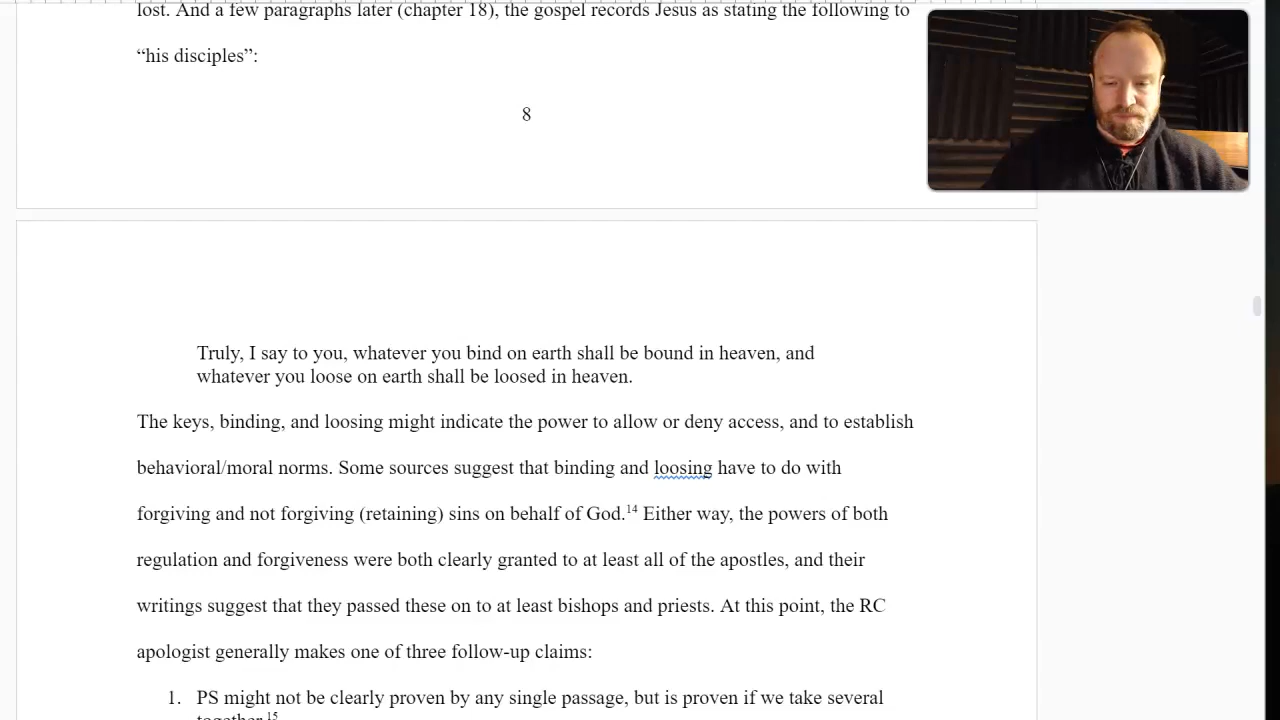 lost. And a few paragraphs later (chapter 18), the gospel records Jesus as stating the following to
“his disciples”:
8
Truly, I say to you, whatever you bind on earth shall be bound in heaven, and
whatever you loose on earth shall be loosed in heaven.
The keys, binding, and loosing might indicate the power to allow or deny access, and to establish
behavioral/moral norms. Some sources suggest that binding and loosing have to do with
forgiving and not forgiving (retaining) sins on behalf of God.14 Either way, the powers of both
regulation and forgiveness were both clearly granted to at least all of the apostles, and their
writings suggest that they passed these on to at least bishops and priests. At this point, the RC
apologist generally makes one of three follow-up claims:
1. PS might not be clearly proven by any single passage, but is proven if we take several
together.15